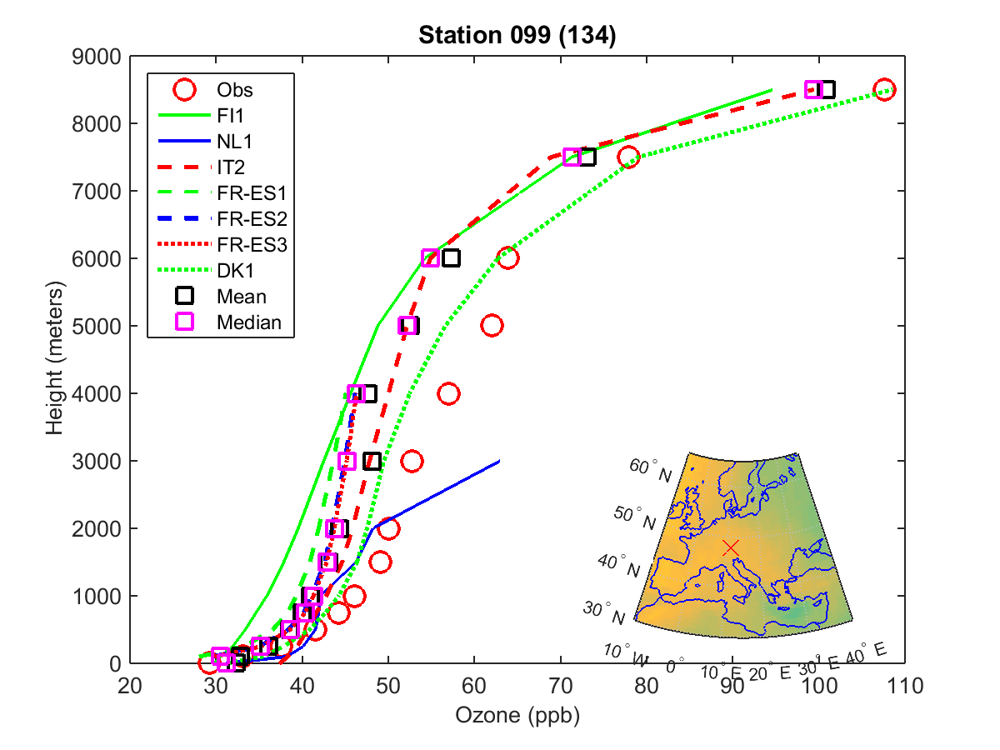 Station 099 (134)
9000
8000
7000
6000
5000
4000
3000
2000
1000
0
Height (meters)
Obs
FI1
NL1
IT2
FR-ES1
FR-ES2
FR-ES3
DK1
Mean
Median
60° N
50° N
40° N
30° N
10° W
0°
10° E
20° E
30° E
40° E
20
30
40
50
60
70
80
90
100
110
Ozone (ppb)